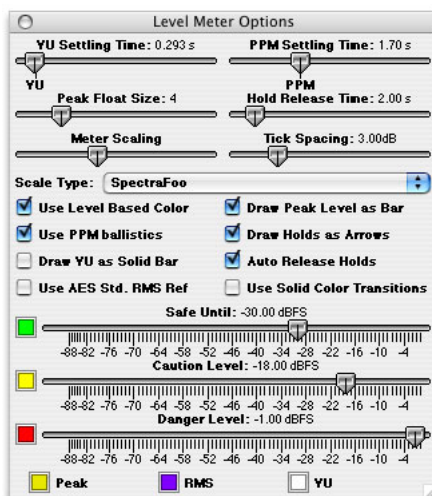 Level Meter Options
YU Settling Time: 0.293 s PPM Settling Time: 1.70 s
YU PPM
Peak Float Size: 4 Hold Release Time: 2.00 s
Meter Scaling Tick Spacing: 3.00dB
Scale Type: SpectraFoo
Use Level Based Color Draw Peak Level as Bar
Use PPM ballistics Draw Holds as Arrows
Draw YU as Solid Bar Auto Release Holds
Use AES Std. RMS Ref Use Solid Color Transitions
Safe Until: -30.00 dBFS
-88-82 -76 -70 -64 -58 -52 -46 -40 -34 -28 -22 -16 -10 -4
Caution Level: -18.00 dBFS
-88-82 -76 -70 -64 -58 -52 -46 -40 -34 -28 -22 -16 -10 -4
Danger Level: -1.00 dBFS
-88-82 -76 -70 -64 -58 -52 -46 -40 -34 -28 -22 -16 -10 -4
Peak RMS YU